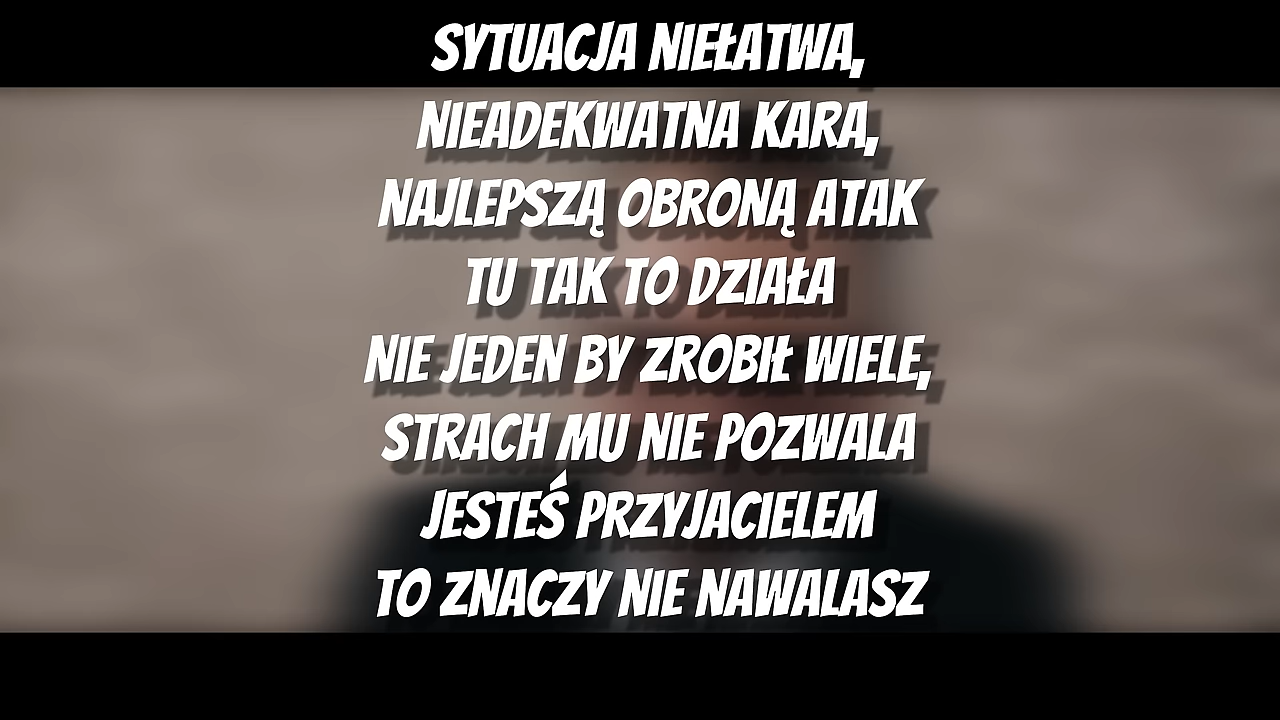 SYTUACJA NIEŁATWA,
NIEADEKWATNA KARA,
NAJLEPSZĄ OBRONĄ ATAK
TU TAK TO DZIAŁA
NIE JEDEN BY ZROBIŁ WIELE,
STRACH MU NIE POZWALA
JESTEŚ PRZYJACIELEM
TO ZNACZY NIE NAWALASZ